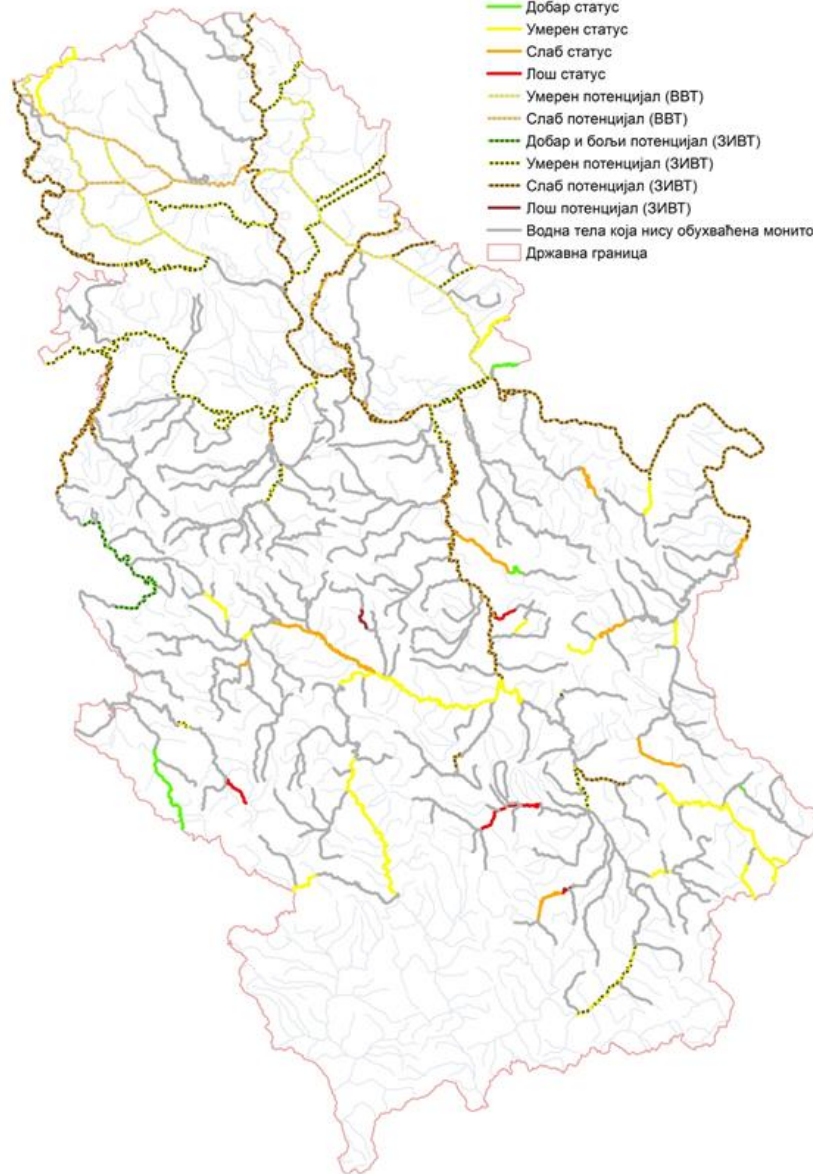 Добар статус
Умерен статус
Слаб статус
Лош статус
Умерен потенцијал (ВВТ)
Слаб потенцијал (ВВТ)
Добар и бољи потенцијал (ЗИВТ)
Умерен потенцијал (ЗИВТ)
Слаб потенцијал (ЗИВТ)
Лош потенцијал (ЗИВТ)
Водна тела која нису обухваћена монито
Државна граница